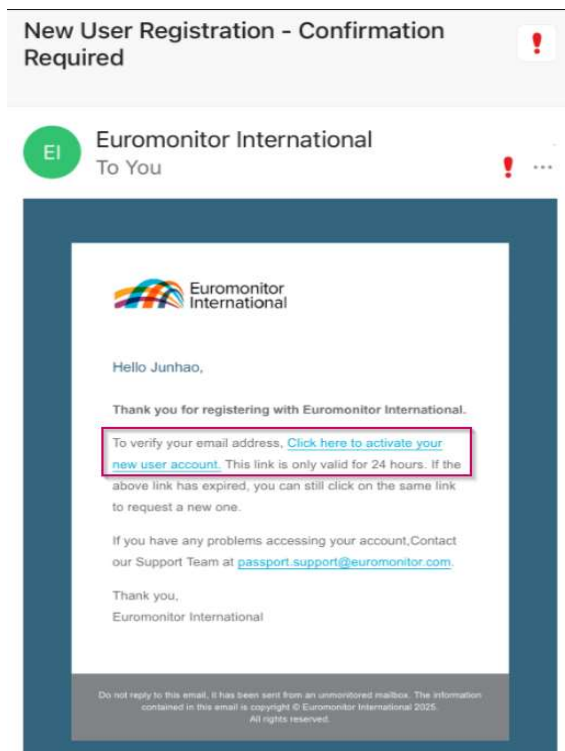 New User Registration - Confirmation
Required
EI
Euromonitor International
To You
Euromonitor
International
Hello Junhao,
Thank you for registering with Euromonitor International.
To verify your email address, Click here to activate your
new user account. This link is only valid for 24 hours. If the
above link has expired, you can still click on the same link
to request a new one.
If you have any problems accessing your account,Contact
our Support Team at passport.support@euromonitor.com.
Thank you,
Euromonitor International
Do not reply to this email, it has been sent from an unmonitored mailbox. The information
contained in this email is copyright © Euromonitor International 2025.
All rights reserved.